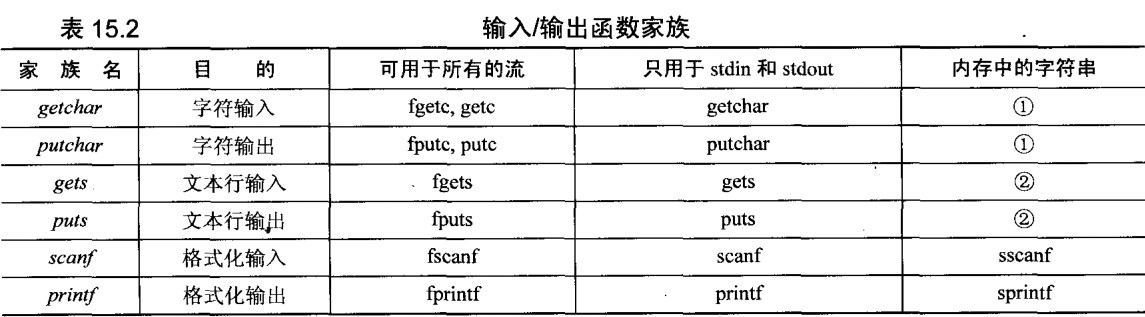 表 15.2 输入/输出函数家族
家 族 名 目 的 可用于所有的流 只用于 stdin 和 stdout 内存中的字符串
getchar 字符输入 fgetc, getc getchar ①
putchar 字符输出 fputc, putc putchar ①
gets 文本行输入 fgets gets ②
puts 文本行输出 fputs puts ②
scanf 格式化输入 fscanf scanf sscanf
printf 格式化输出 fprintf printf sprintf